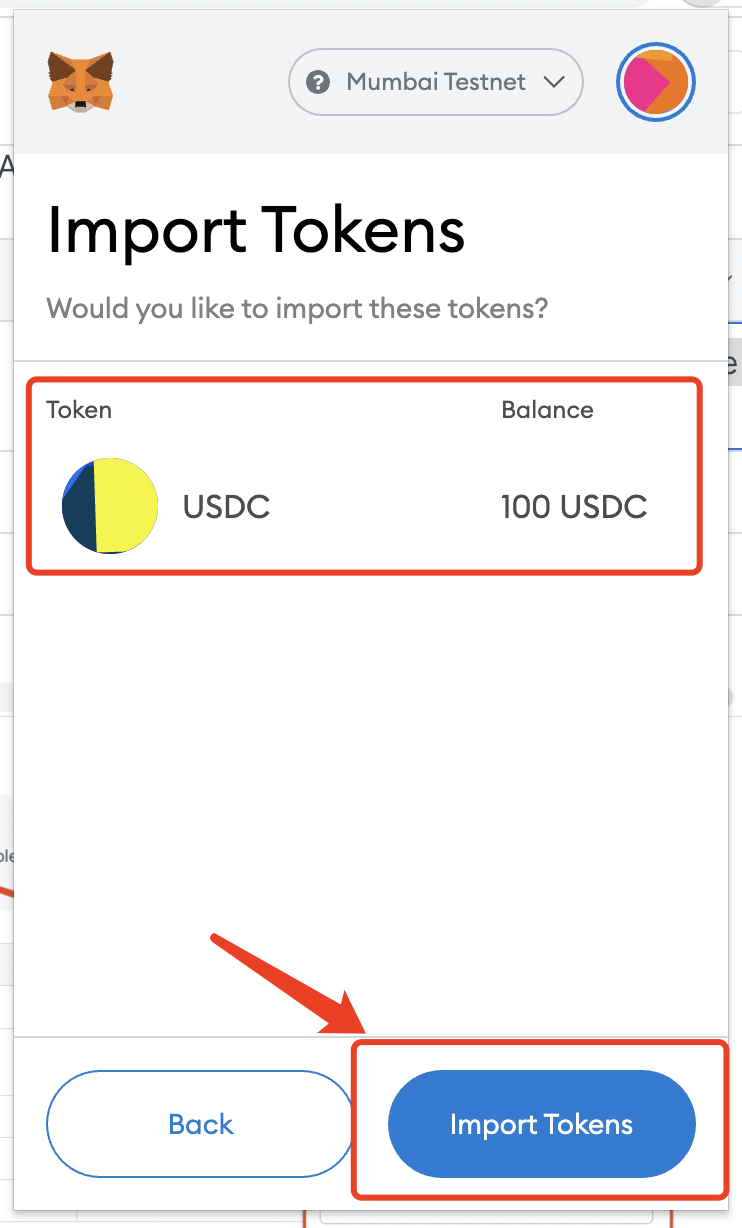 ? Mumbai Testnet
Import Tokens
Would you like to import these tokens?
Token Balance
USDC 100 USDC
Back Import Tokens